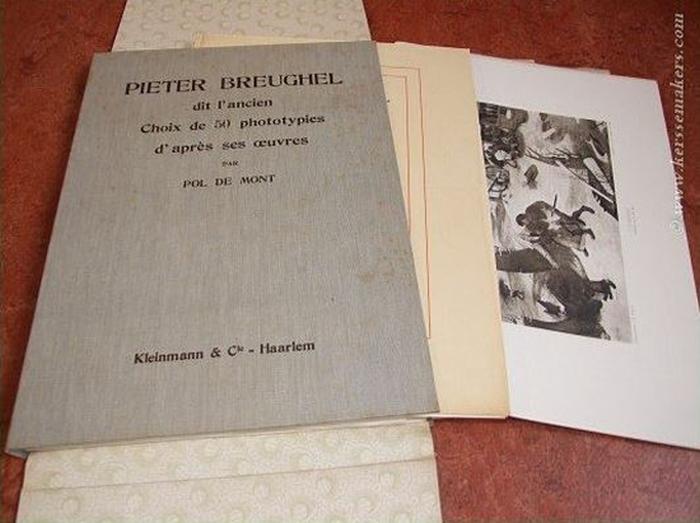 PIETER BREUGHEL
dit l'ancien
Choix de 50 phototypies
d'après ses œuvres
PAR
POL DE MONT
Kleinmann & Cie - Haarlem
© www.kerssemakers.com